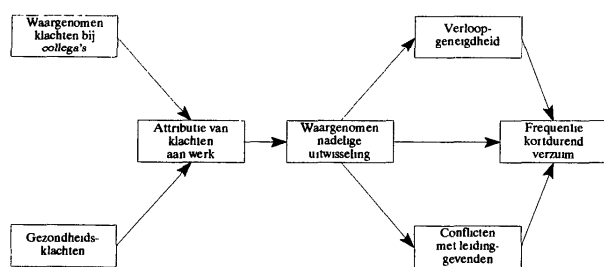 Waargenomen
klachten bij
collega's
Verloop-
geneigdheid
Attributie van
klachten
aan werk
Waargenomen
nadelige
uitwisseling
Frequentie
kortdurend
verzuim
Gezondheids-
klachten
Conflicten
met leiding-
gevenden